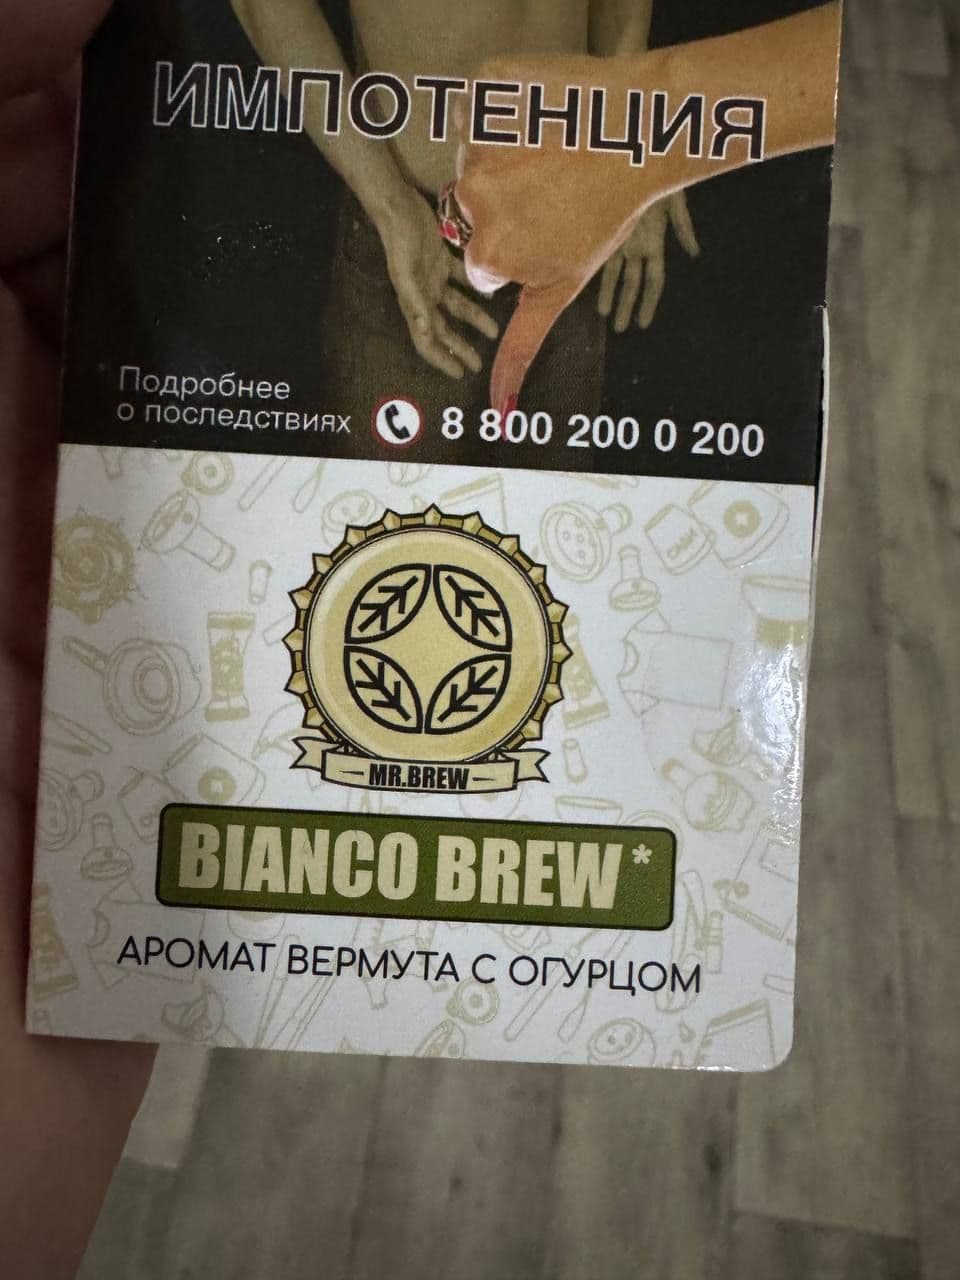 ИМПОТЕНЦИЯ
Подробнее
о последствиях
8 800 200 0 200
MR.BREW
BIANCO BREW*
АРОМАТ ВЕРМУТА С ОГУРЦОМ